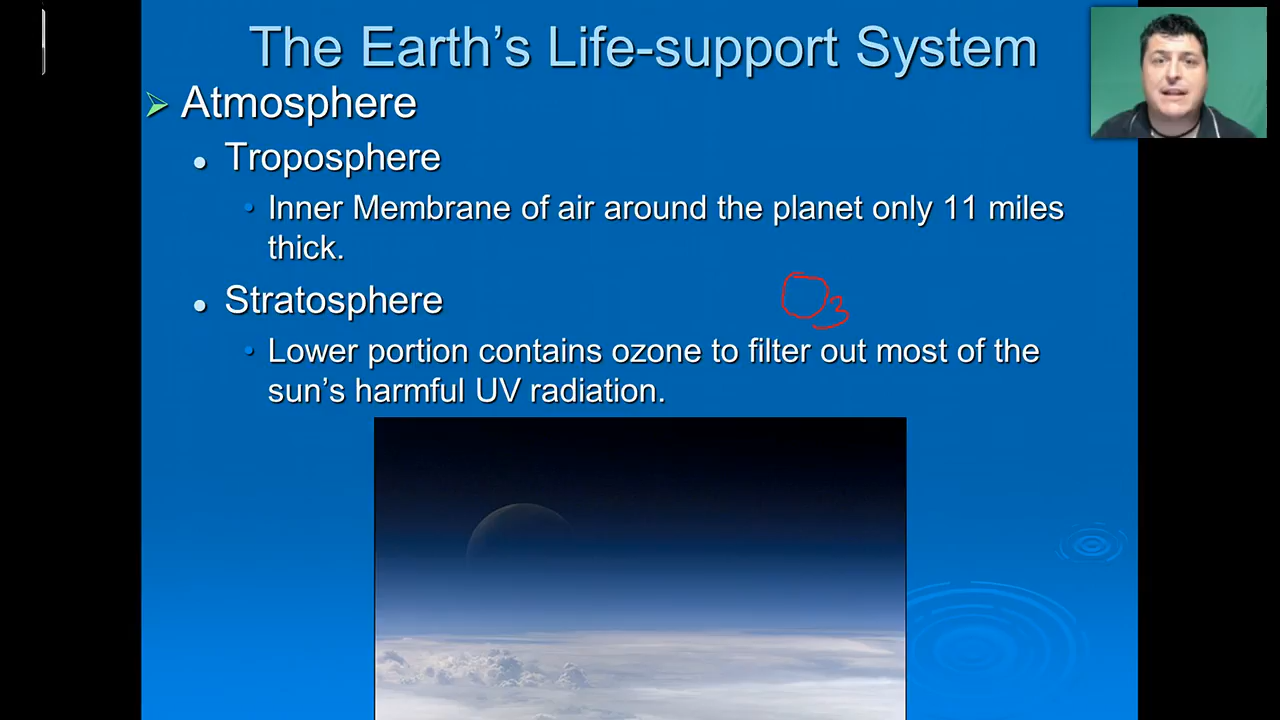 The Earth's Life-support System
Atmosphere
Troposphere
Inner Membrane of air around the planet only 11 miles
thick.
O3
Stratosphere
Lower portion contains ozone to filter out most of the
sun's harmful UV radiation.